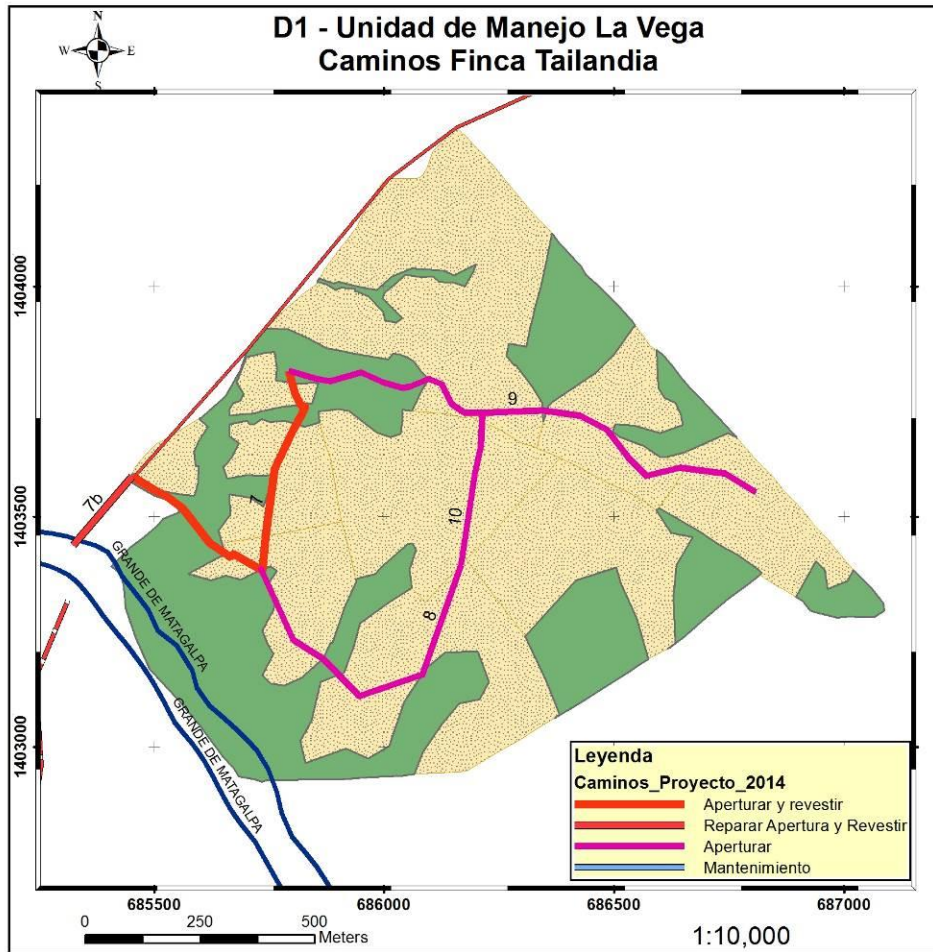 D1 - Unidad de Manejo La Vega
Caminos Finca Tailandia
N
W
E
S
1404000
1403500
1403000
9
7b
7
10
8
GRANDE DE MATAGALPA
GRANDE DE MATAGALPA
Leyenda
Caminos_Proyecto_2014
Aperturar y revestir
Reparar Apertura y Revestir
Aperturar
Mantenimiento
685500
686000
686500
687000
0 250 500
Meters
1:10,000